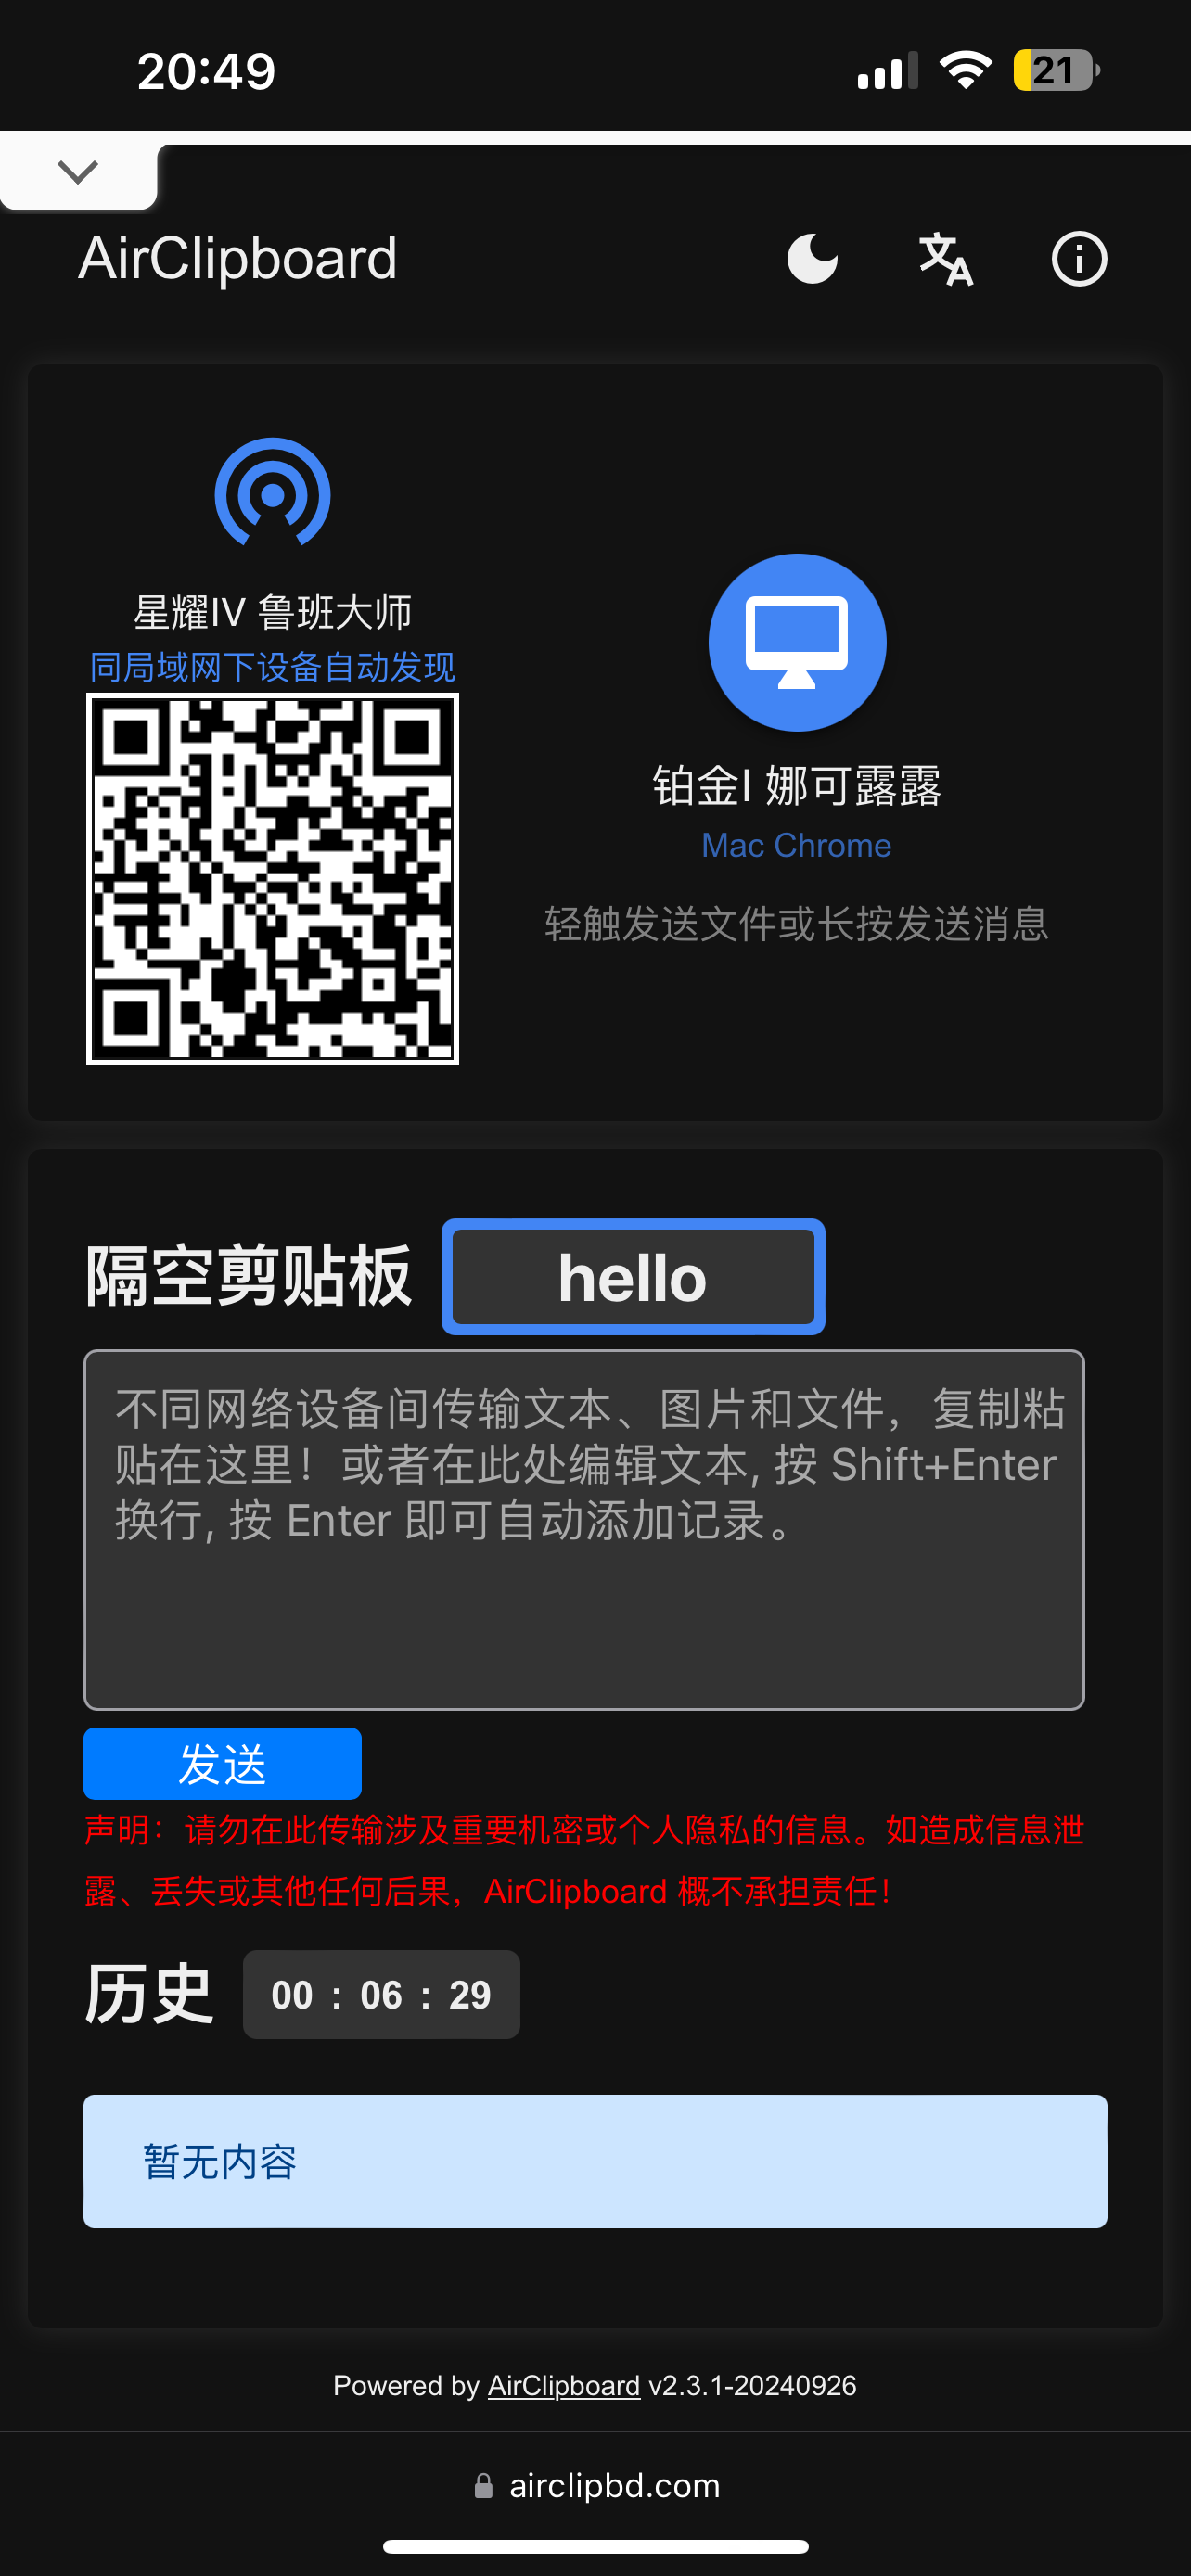 20:49
21
AirClipboard
星耀IV 鲁班大师
同局域网下设备自动发现
铂金I 娜可露露
Mac Chrome
轻触发送文件或长按发送消息
隔空剪贴板 hello
不同网络设备间传输文本、图片和文件，复制粘
贴在这里！或者在此处编辑文本, 按 Shift+Enter
换行, 按 Enter 即可自动添加记录。
发送
声明：请勿在此传输涉及重要机密或个人隐私的信息。如造成信息泄
露、丢失或其他任何后果，AirClipboard 概不承担责任！
历史 00 : 06 : 29
暂无内容
Powered by AirClipboard v2.3.1-20240926
airclipbd.com